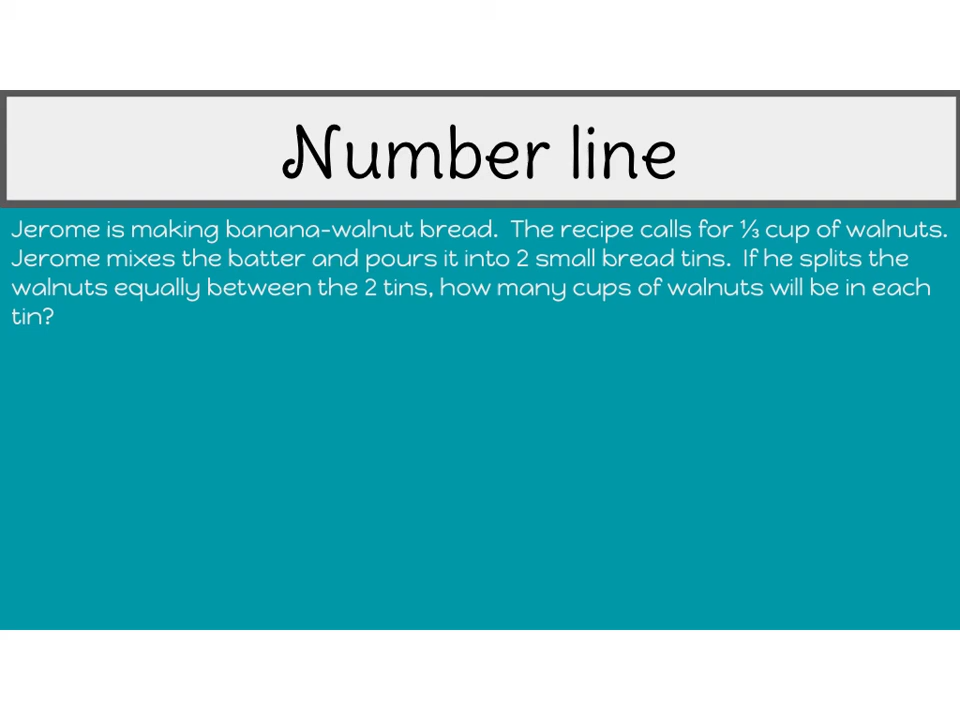 Number line
Jerome is making banana-walnut bread.  The recipe calls for ⅓ cup of walnuts.
Jerome mixes the batter and pours it into 2 small bread tins.  If he splits the
walnuts equally between the 2 tins, how many cups of walnuts will be in each
tin?